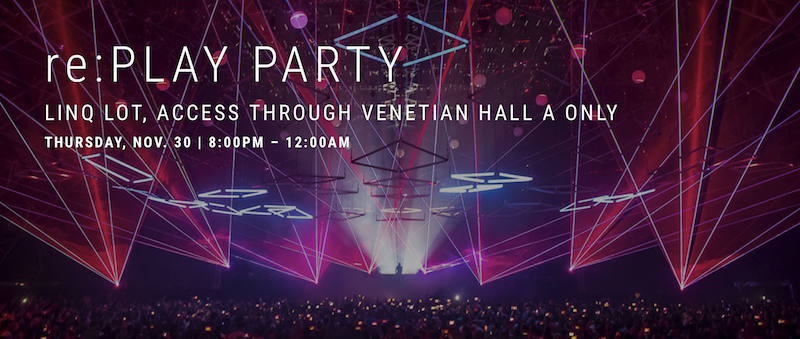 re:PLAY PARTY
LINQ LOT, ACCESS THROUGH VENETIAN HALL A ONLY
THURSDAY, NOV. 30 | 8:00PM – 12:00AM